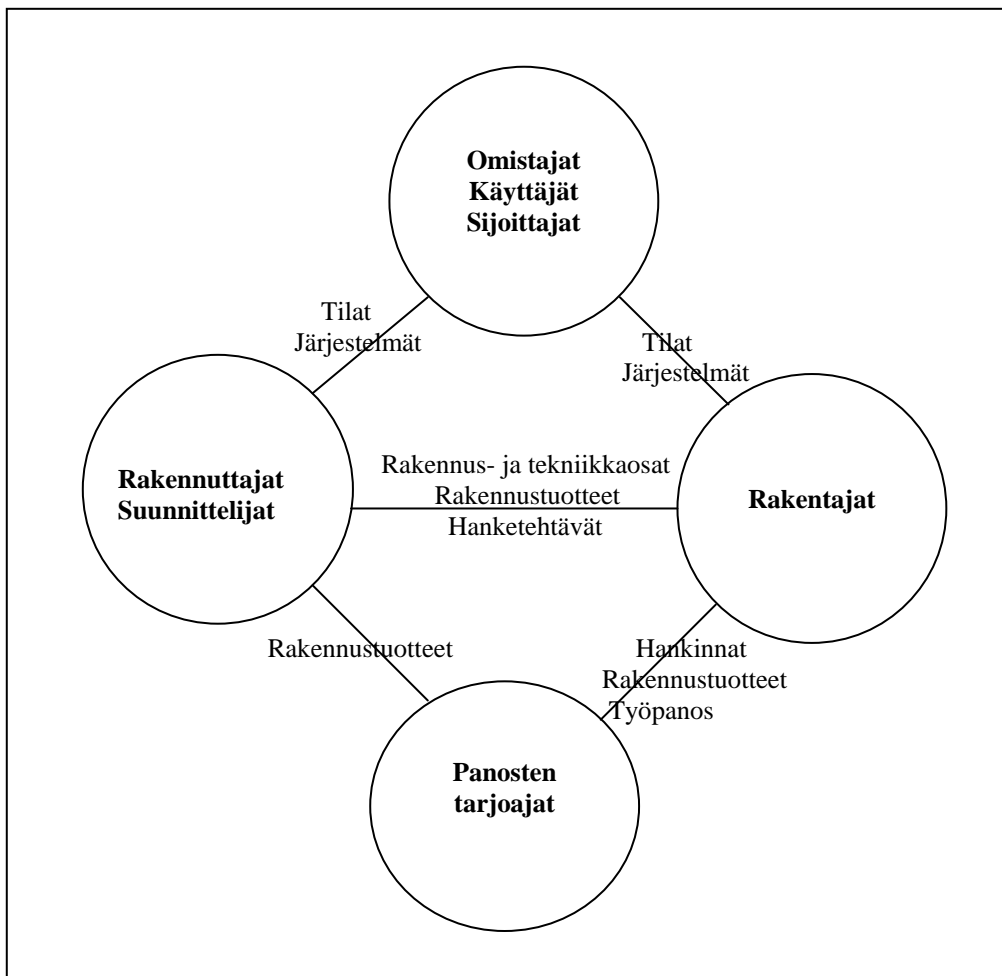 Omistajat
Käyttäjät
Sijoittajat
Tilat
Järjestelmät
Tilat
Järjestelmät
Rakennuttajat
Suunnittelijat
Rakennus- ja tekniikkaosat
Rakennustuotteet
Hanketehtävät
Rakentajat
Rakennustuotteet
Hankinnat
Rakennustuotteet
Työpanos
Panosten
tarjoajat